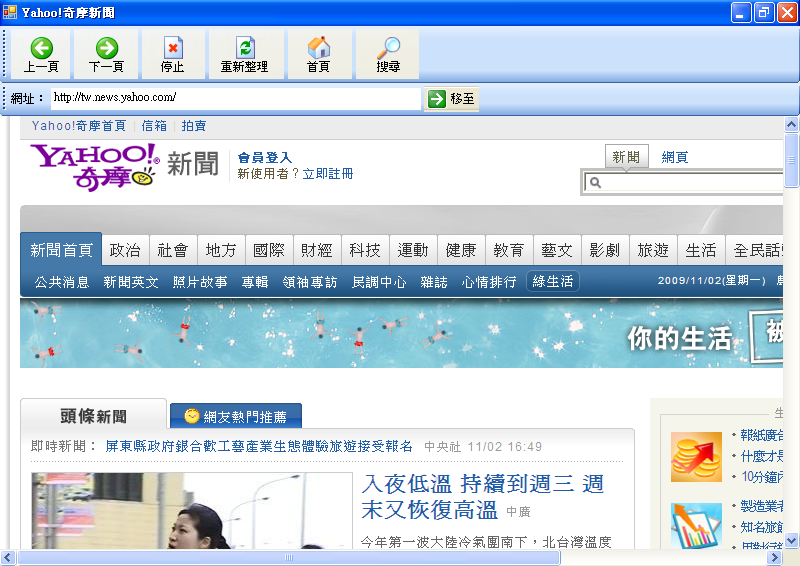 Yahoo!奇摩新聞
上一頁 下一頁 停止 重新整理 首頁 搜尋
網址： http://tw.news.yahoo.com/ 移至
Yahoo!奇摩首頁 信箱 拍賣
YAHOO!奇摩 新聞
會員登入
新使用者？立即註冊
新聞 網頁
新聞首頁 政治 社會 地方 國際 財經 科技 運動 健康 教育 藝文 影劇 旅遊 生活 全民話
公共消息 新聞英文 照片故事 專輯 領袖專訪 民調中心 雜誌 心情排行 綠生活 2009/11/02(星期一)
你的生活 被
頭條新聞 網友熱門推薦
即時新聞： 屏東縣政府銀合歡工藝產業生態體驗旅遊接受報名 中央社 11/02 16:49
入夜低溫 持續到週三 週
末又恢復高溫 中廣
今年第一波大陸冷氣團南下，北台灣溫度
生
報紙廣告
什麼才是
10分鐘內
製造業者
知名旅館